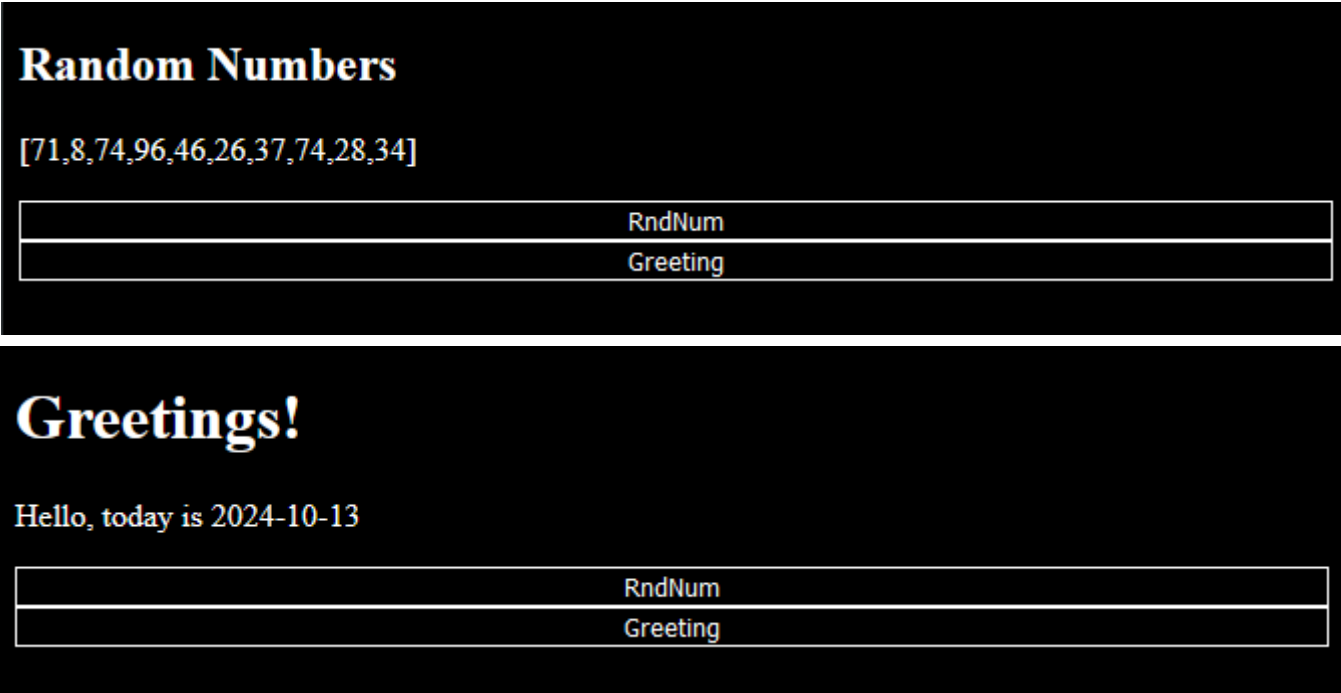 Random Numbers
[71,8,74,96,46,26,37,74,28,34]
RndNum
Greeting
Greetings!
Hello, today is 2024-10-13
RndNum
Greeting